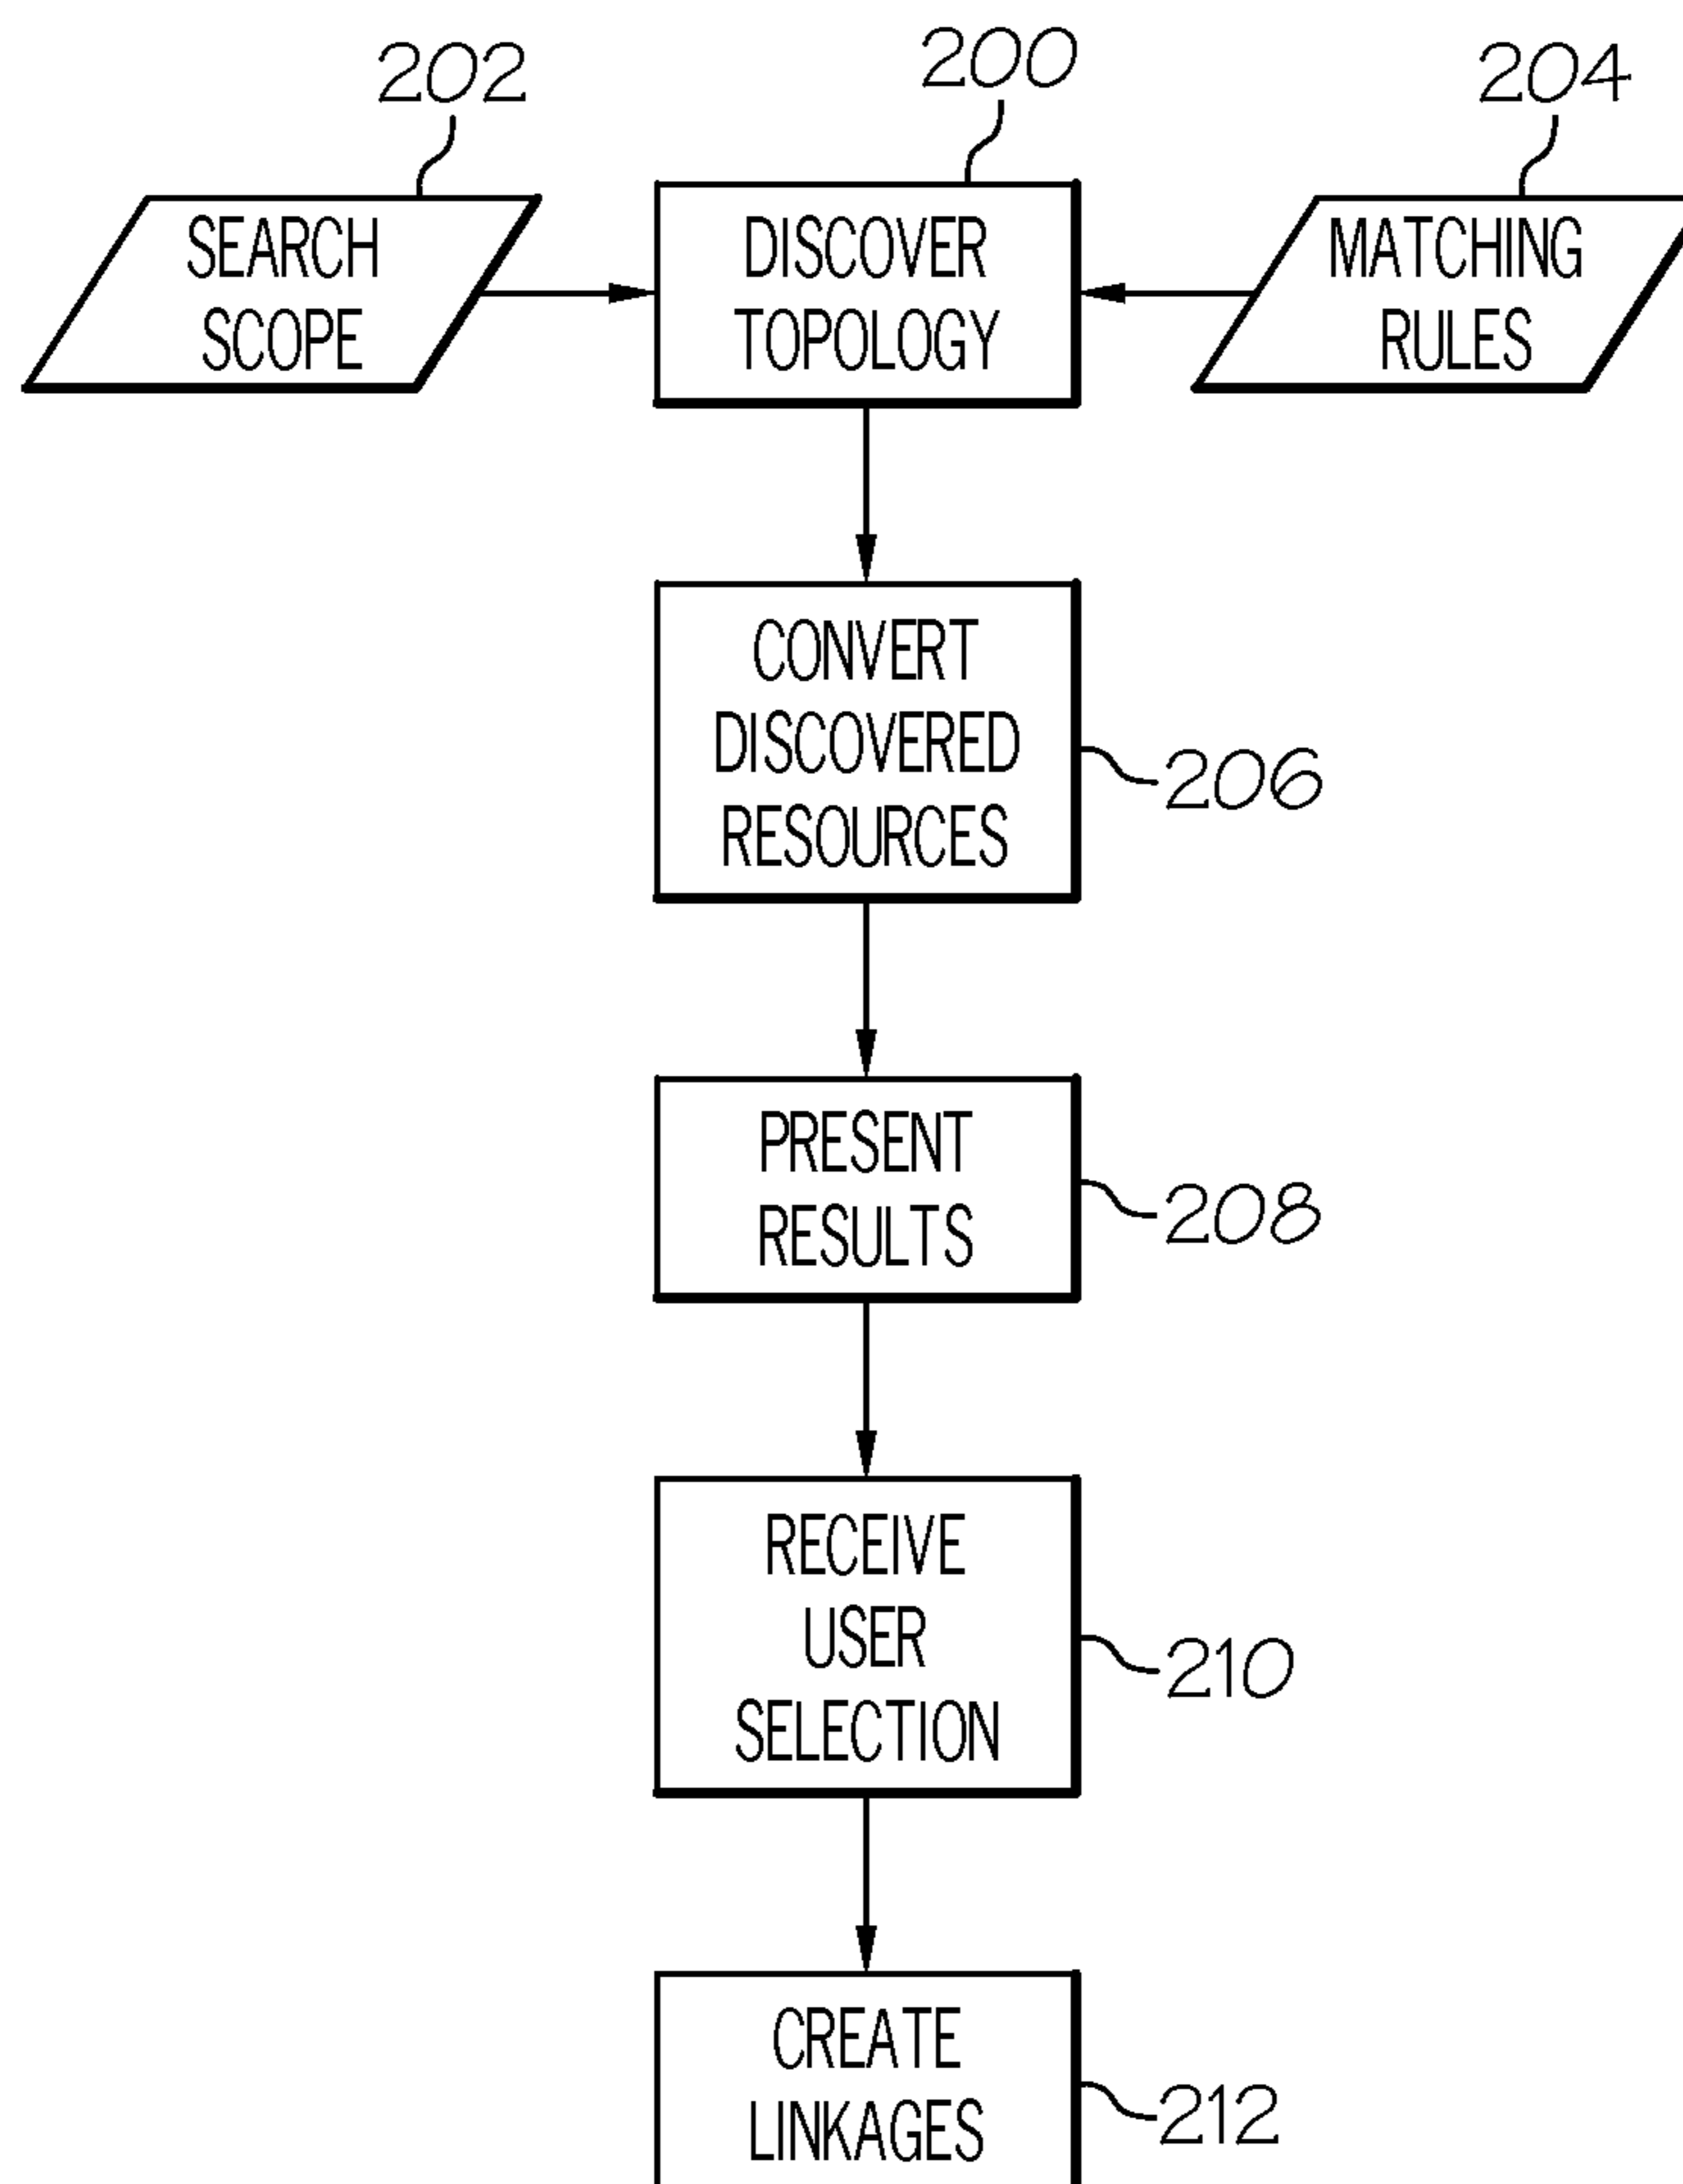 202
200
204
SEARCH
SCOPE
DISCOVER
TOPOLOGY
MATCHING
RULES
CONVERT
DISCOVERED
RESOURCES
206
PRESENT
RESULTS
208
RECEIVE
USER
SELECTION
210
CREATE
LINKAGES
212